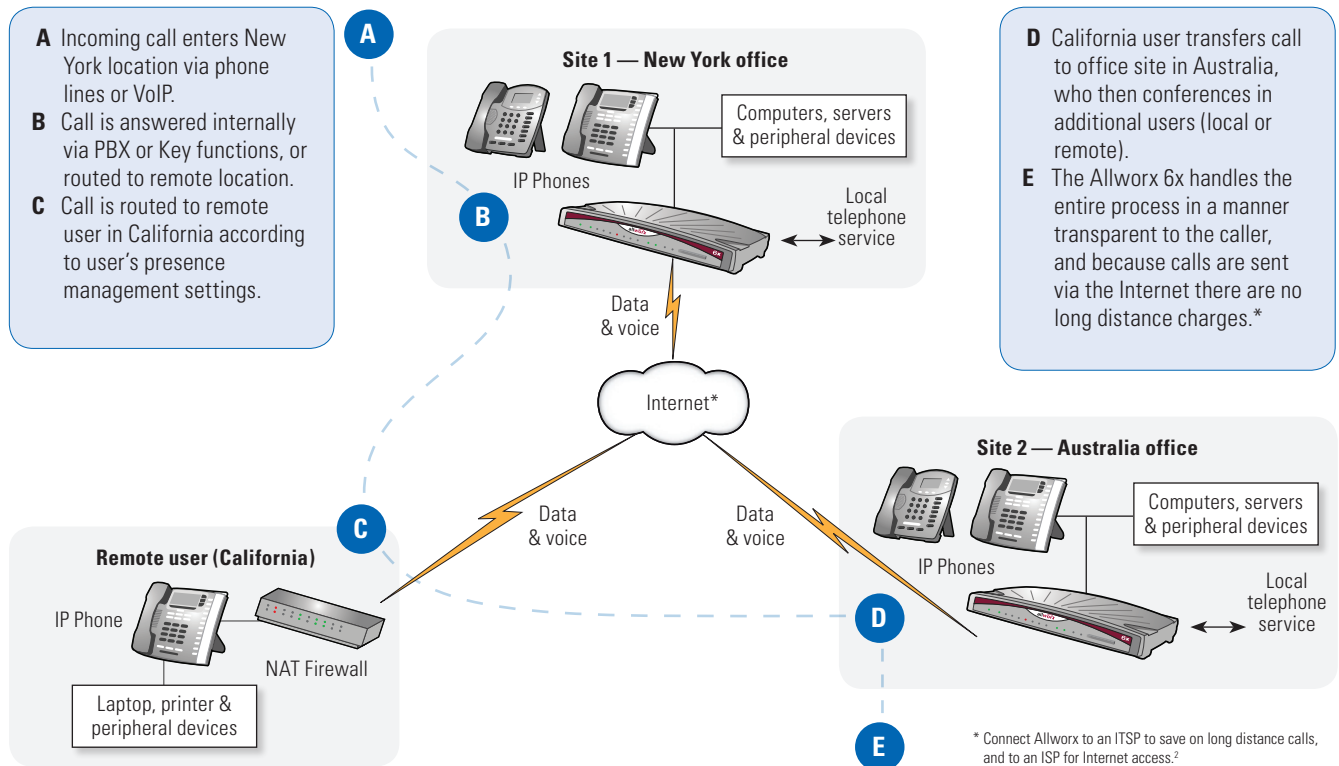 A Incoming call enters New
York location via phone
lines or VoIP.
B Call is answered internally
via PBX or Key functions, or
routed to remote location.
C Call is routed to remote
user in California according
to user's presence
management settings.
A
Site 1 — New York office
IP Phones
Computers, servers
& peripheral devices
B
allworx
6x
Local
telephone
service
Data
& voice
D California user transfers call
to office site in Australia,
who then conferences in
additional users (local or
remote).
E The Allworx 6x handles the
entire process in a manner
transparent to the caller,
and because calls are sent
via the Internet there are no
long distance charges.*
Internet*
C
Data
& voice
Data
& voice
Remote user (California)
IP Phone
NAT Firewall
Laptop, printer &
peripheral devices
Site 2 — Australia office
IP Phones
Computers, servers
& peripheral devices
allworx
6x
Local
telephone
service
D
E
* Connect Allworx to an ITSP to save on long distance calls,
and to an ISP for Internet access.²